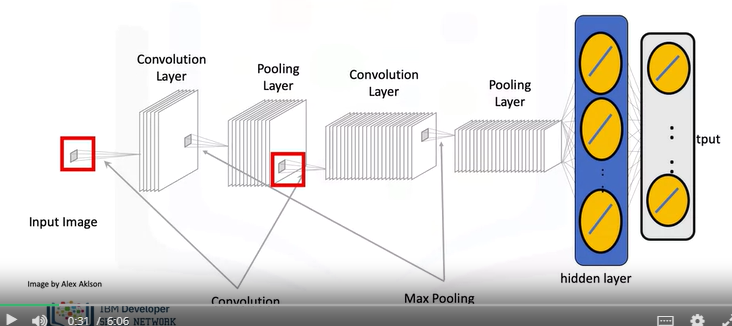 Convolution
Layer
Pooling
Layer
Convolution
Layer
Pooling
Layer
tput
Input Image
hidden layer
Image by Alex Akison
Convolution
Max Pooling
IBM Developer
0:31 / 6:06
NETWORK